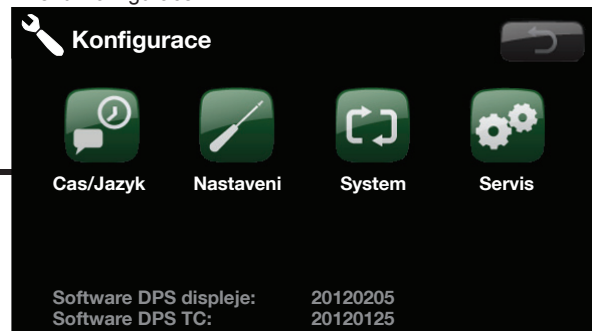 Konfigurace
Cas/Jazyk Nastaveni System Servis
Software DPS displeje: 20120205
Software DPS TC: 20120125